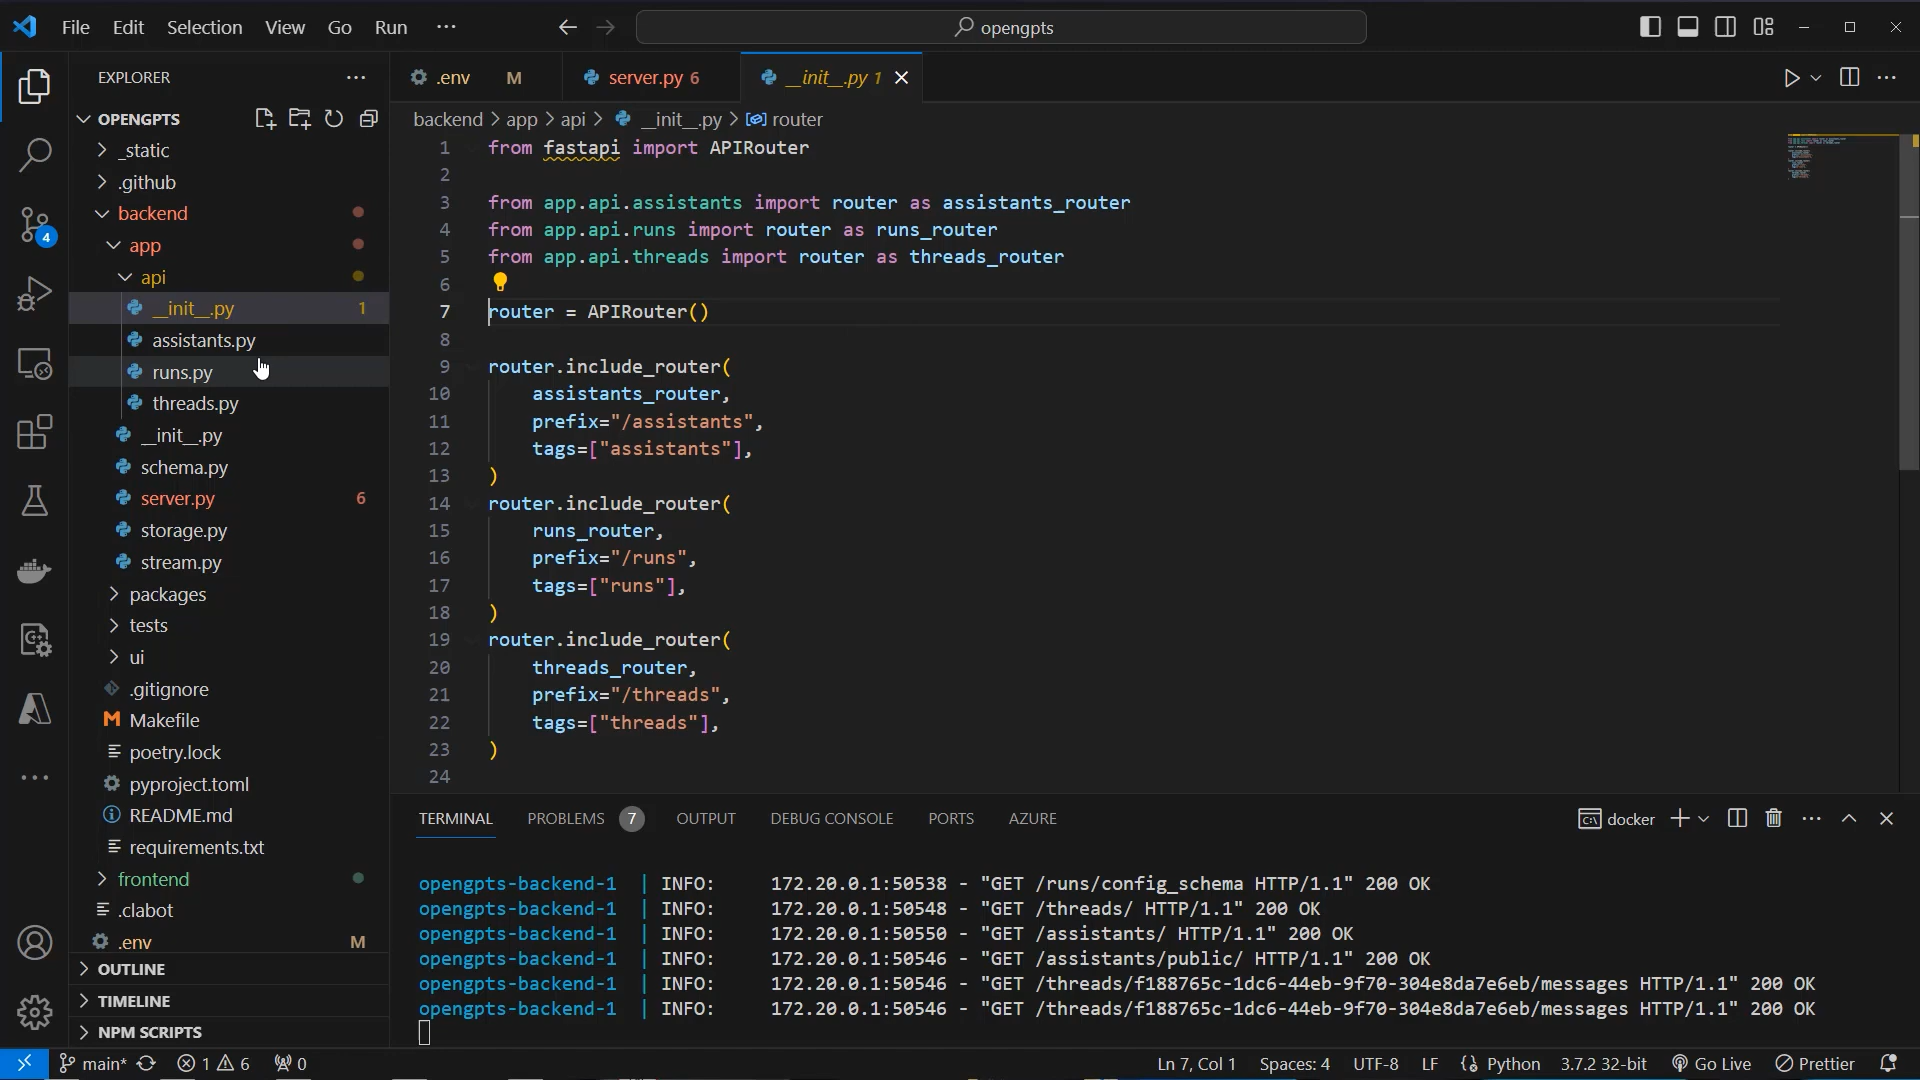 File Edit Selection View Go Run ···
opengpts
EXPLORER
OPENGPTS
_static
.github
backend
app
api
__init__.py 1
assistants.py
runs.py
threads.py
__init__.py
schema.py
server.py 6
storage.py
stream.py
packages
tests
ui
.gitignore
Makefile
poetry.lock
pyproject.toml
README.md
requirements.txt
frontend
.clabot
.env M
OUTLINE
TIMELINE
NPM SCRIPTS
4
.env M
server.py 6
__init__.py 1
backend > app > api > __init__.py > router
1 from fastapi import APIRouter
2
3 from app.api.assistants import router as assistants_router
4 from app.api.runs import router as runs_router
5 from app.api.threads import router as threads_router
6
7 router = APIRouter()
8
9 router.include_router(
10 assistants_router,
11 prefix="/assistants",
12 tags=["assistants"],
13 )
14 router.include_router(
15 runs_router,
16 prefix="/runs",
17 tags=["runs"],
18 )
19 router.include_router(
20 threads_router,
21 prefix="/threads",
22 tags=["threads"],
23 )
24
TERMINAL PROBLEMS 7 OUTPUT DEBUG CONSOLE PORTS AZURE
docker
opengpts-backend-1 | INFO: 172.20.0.1:50538 - "GET /runs/config_schema HTTP/1.1" 200 OK
opengpts-backend-1 | INFO: 172.20.0.1:50548 - "GET /threads/ HTTP/1.1" 200 OK
opengpts-backend-1 | INFO: 172.20.0.1:50550 - "GET /assistants/ HTTP/1.1" 200 OK
opengpts-backend-1 | INFO: 172.20.0.1:50546 - "GET /assistants/public/ HTTP/1.1" 200 OK
opengpts-backend-1 | INFO: 172.20.0.1:50546 - "GET /threads/f188765c-1dc6-44eb-9f70-304e8da7e6eb/messages HTTP/1.1" 200 OK
opengpts-backend-1 | INFO: 172.20.0.1:50546 - "GET /threads/f188765c-1dc6-44eb-9f70-304e8da7e6eb/messages HTTP/1.1" 200 OK
main* 1 6 0 Ln 7, Col 1 Spaces: 4 UTF-8 LF Python 3.7.2 32-bit Go Live Prettier